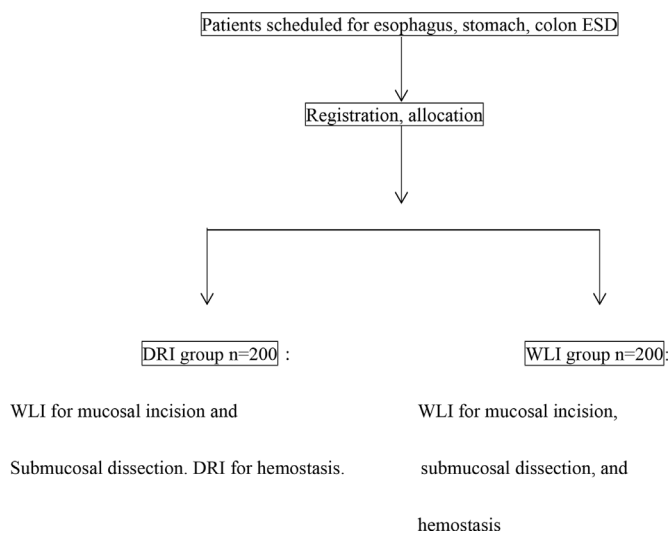 Patients scheduled for esophagus, stomach, colon ESD
Registration, allocation
DRI group n=200 :
WLI for mucosal incision and
Submucosal dissection. DRI for hemostasis.
WLI group n=200:
WLI for mucosal incision,
submucosal dissection, and
hemostasis